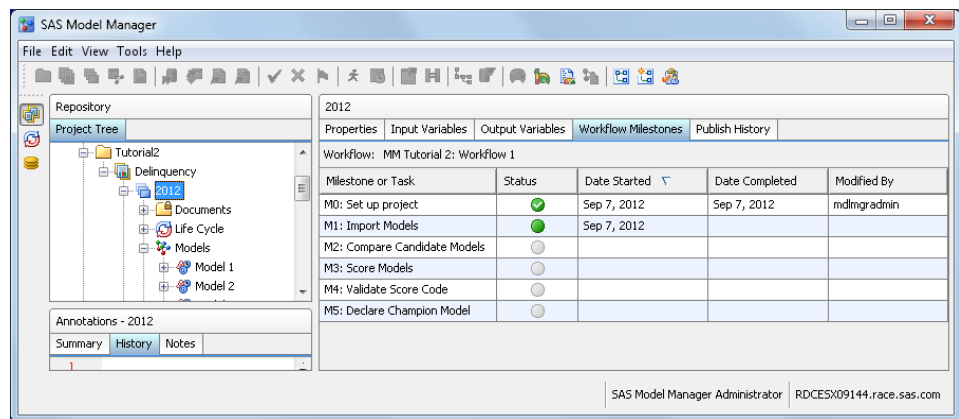 SAS Model Manager
File Edit View Tools Help
Repository
Project Tree
Tutorial2
Delinquency
2012
Documents
Life Cycle
Models
Model 1
Model 2
Annotations - 2012
Summary History Notes
1
2012
Properties Input Variables Output Variables Workflow Milestones Publish History
Workflow: MM Tutorial 2: Workflow 1
Milestone or Task Status Date Started Date Completed Modified By
M0: Set up project Sep 7, 2012 Sep 7, 2012 mdlmgradmin
M1: Import Models Sep 7, 2012
M2: Compare Candidate Models
M3: Score Models
M4: Validate Score Code
M5: Declare Champion Model
SAS Model Manager Administrator RDCESX09144.race.sas.com